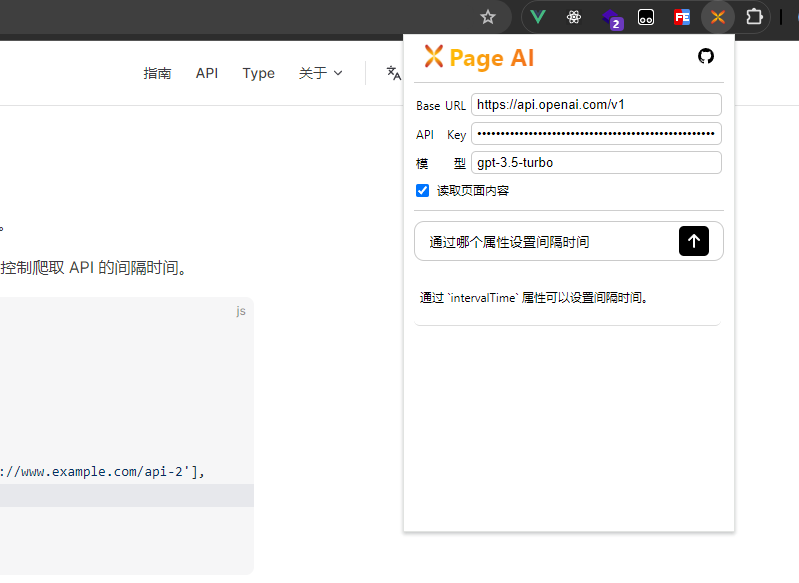 2
FE
Page AI
指南 API Type 关于
Base URL https://api.openai.com/v1
API Key ••••••••••••••••••••••••••••••••••••••••••••••••••
模 型 gpt-3.5-turbo
读取页面内容
。
通过哪个属性设置间隔时间
控制爬取 API 的间隔时间。
通过 `intervalTime` 属性可以设置间隔时间。
js
://www.example.com/api-2'],